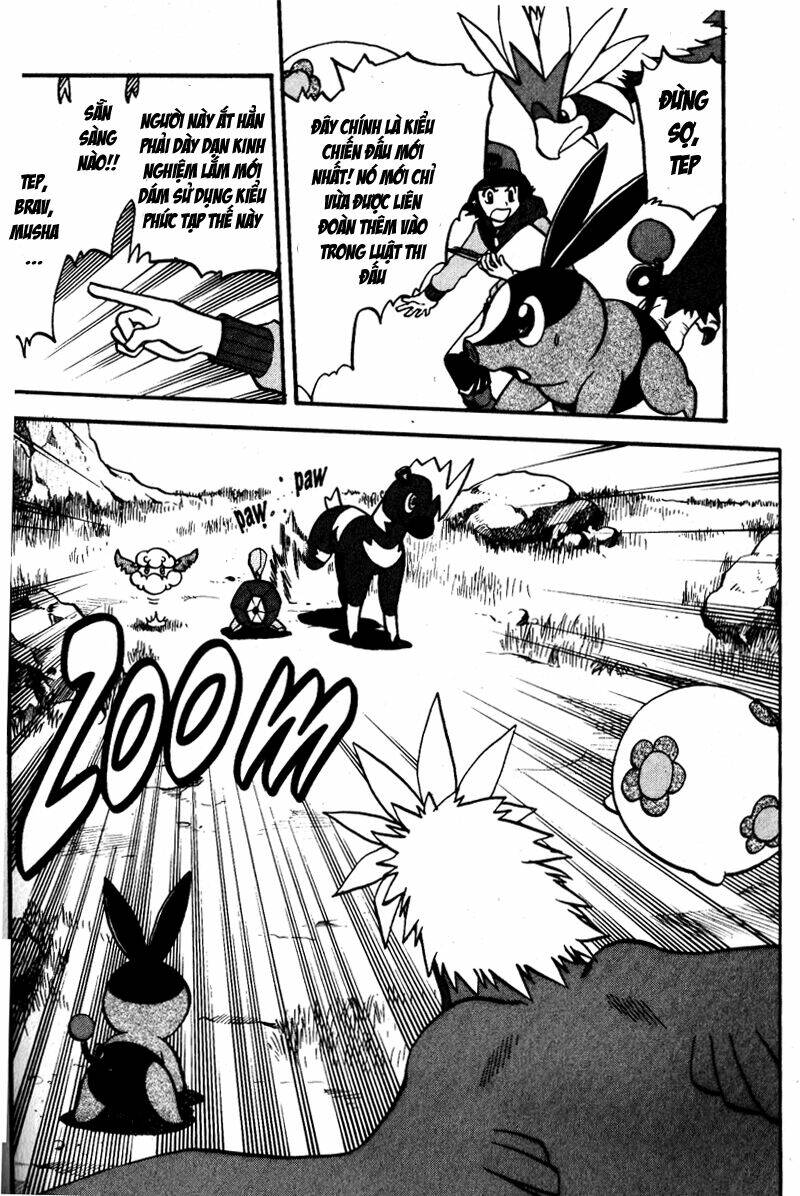 ĐỪNG
SỢ,
TEP
ĐÂY CHÍNH LÀ KIỂU
CHIẾN ĐẤU MỚI
NHẤT! NÓ MỚI CHỈ
VỪA ĐƯỢC LIÊN
ĐOÀN THÊM VÀO
TRONG LUẬT THI
ĐẤU
NGƯỜI NÀY ẮT HẲN
PHẢI DÀY DẠN KINH
NGHIỆM LẮM MỚI
DÁM SỬ DỤNG KIỂU
PHỨC TẠP THẾ NÀY
SẴN
SÀNG
NÀO!!
TEP,
BRAV,
MUSHA
...
paw
paw
ZOOM